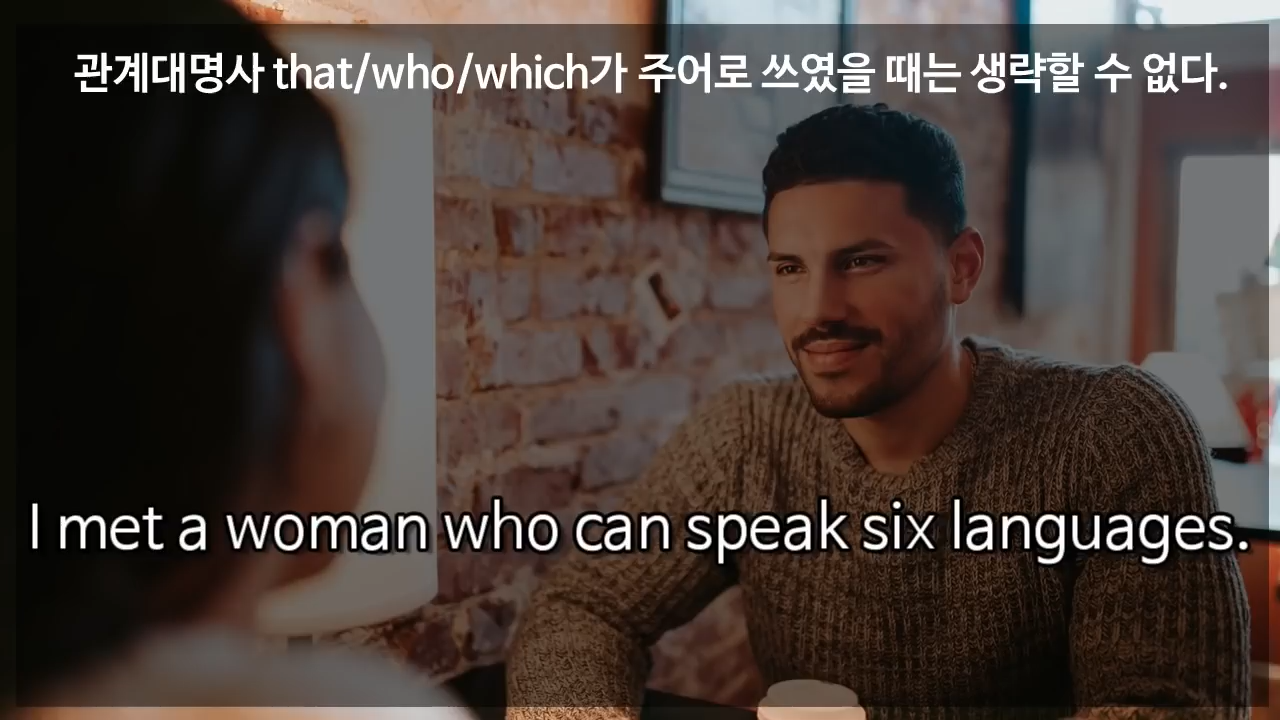 관계대명사 that/who/which가 주어로 쓰였을 때는 생략할 수 없다.
I met a woman who can speak six languages.